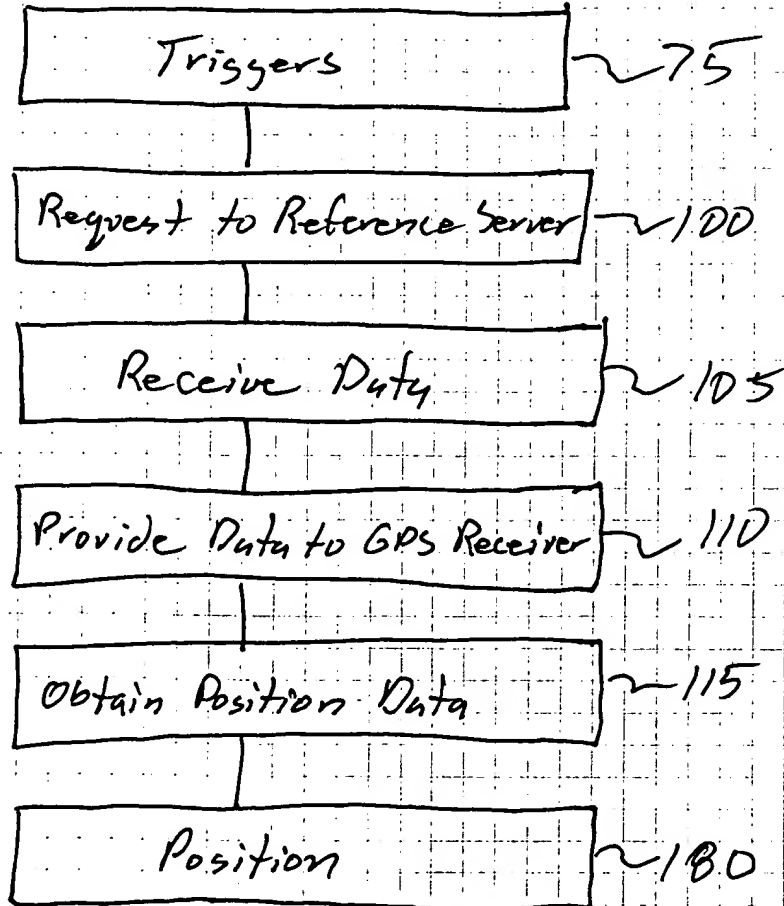 Triggers 75
Request to Reference Server 100
Receive Data 105
Provide Data to GPS Receiver 110
Obtain Position Data 115
Position 180